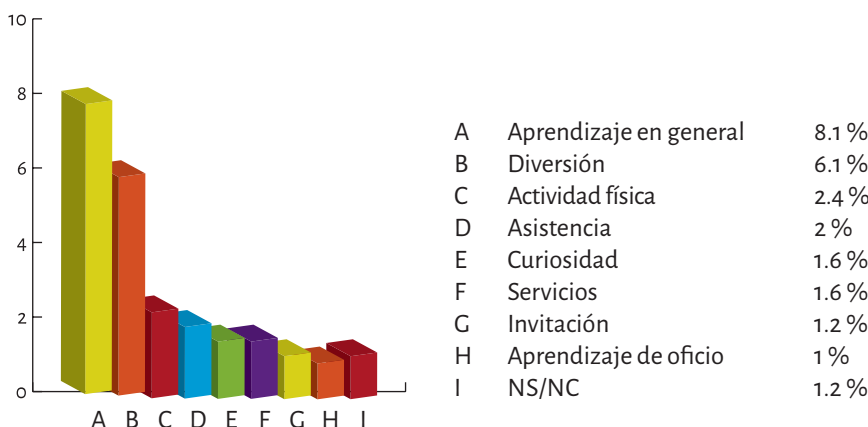 10
8
6
4
2
0
A B C D E F G H I
A Aprendizaje en general 8.1 %
B Diversión 6.1 %
C Actividad física 2.4 %
D Asistencia 2 %
E Curiosidad 1.6 %
F Servicios 1.6 %
G Invitación 1.2 %
H Aprendizaje de oficio 1 %
I NS/NC 1.2 %